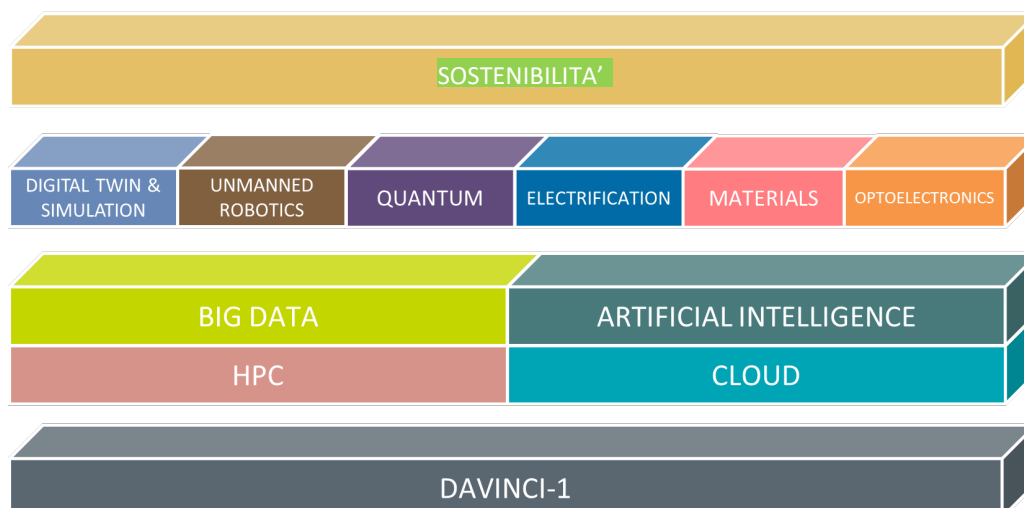 SOSTENIBILITA'
DIGITAL TWIN &
SIMULATION
UNMANNED
ROBOTICS
QUANTUM
ELECTRIFICATION
MATERIALS
OPTOELECTRONICS
BIG DATA
ARTIFICIAL INTELLIGENCE
HPC
CLOUD
DAVINCI-1